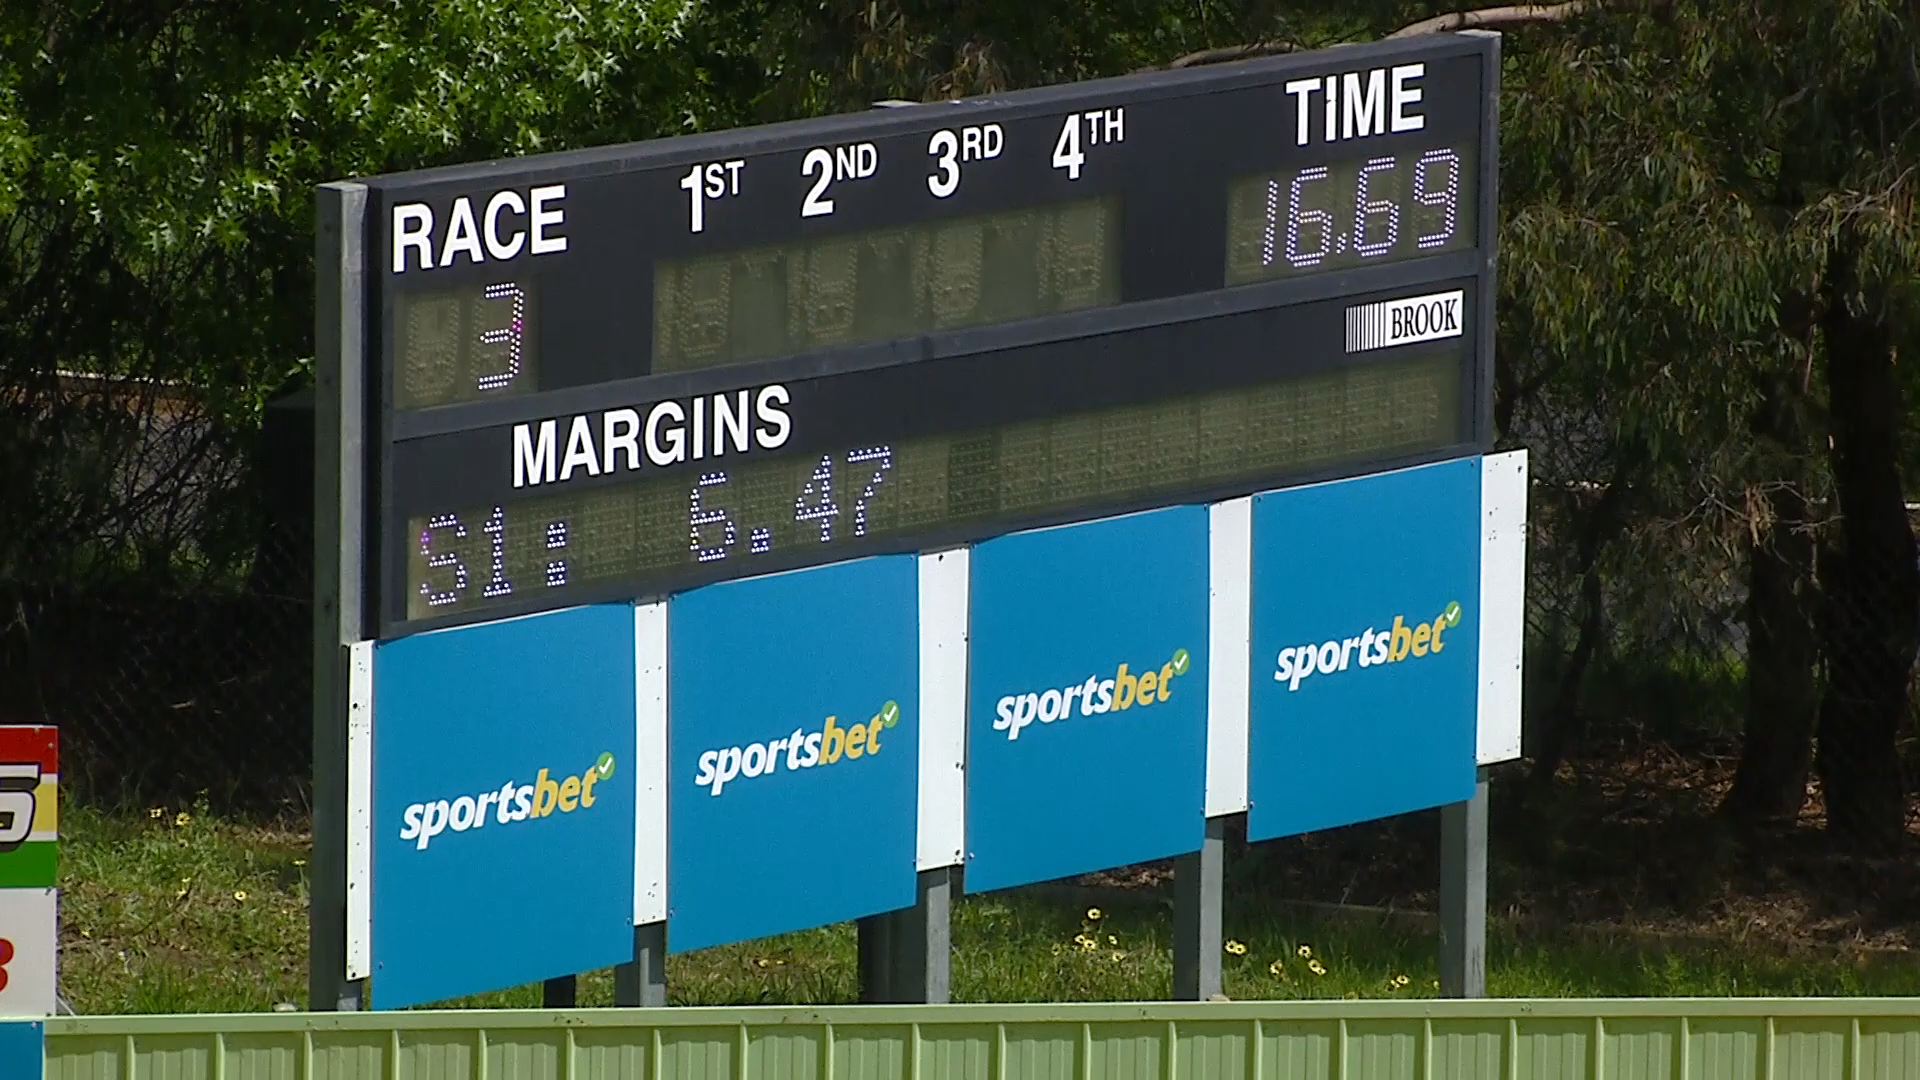 RACE 1ST 2ND 3RD 4TH TIME
3 16.69
BROOK
MARGINS
S1: 6.47
sportsbet sportsbet sportsbet sportsbet